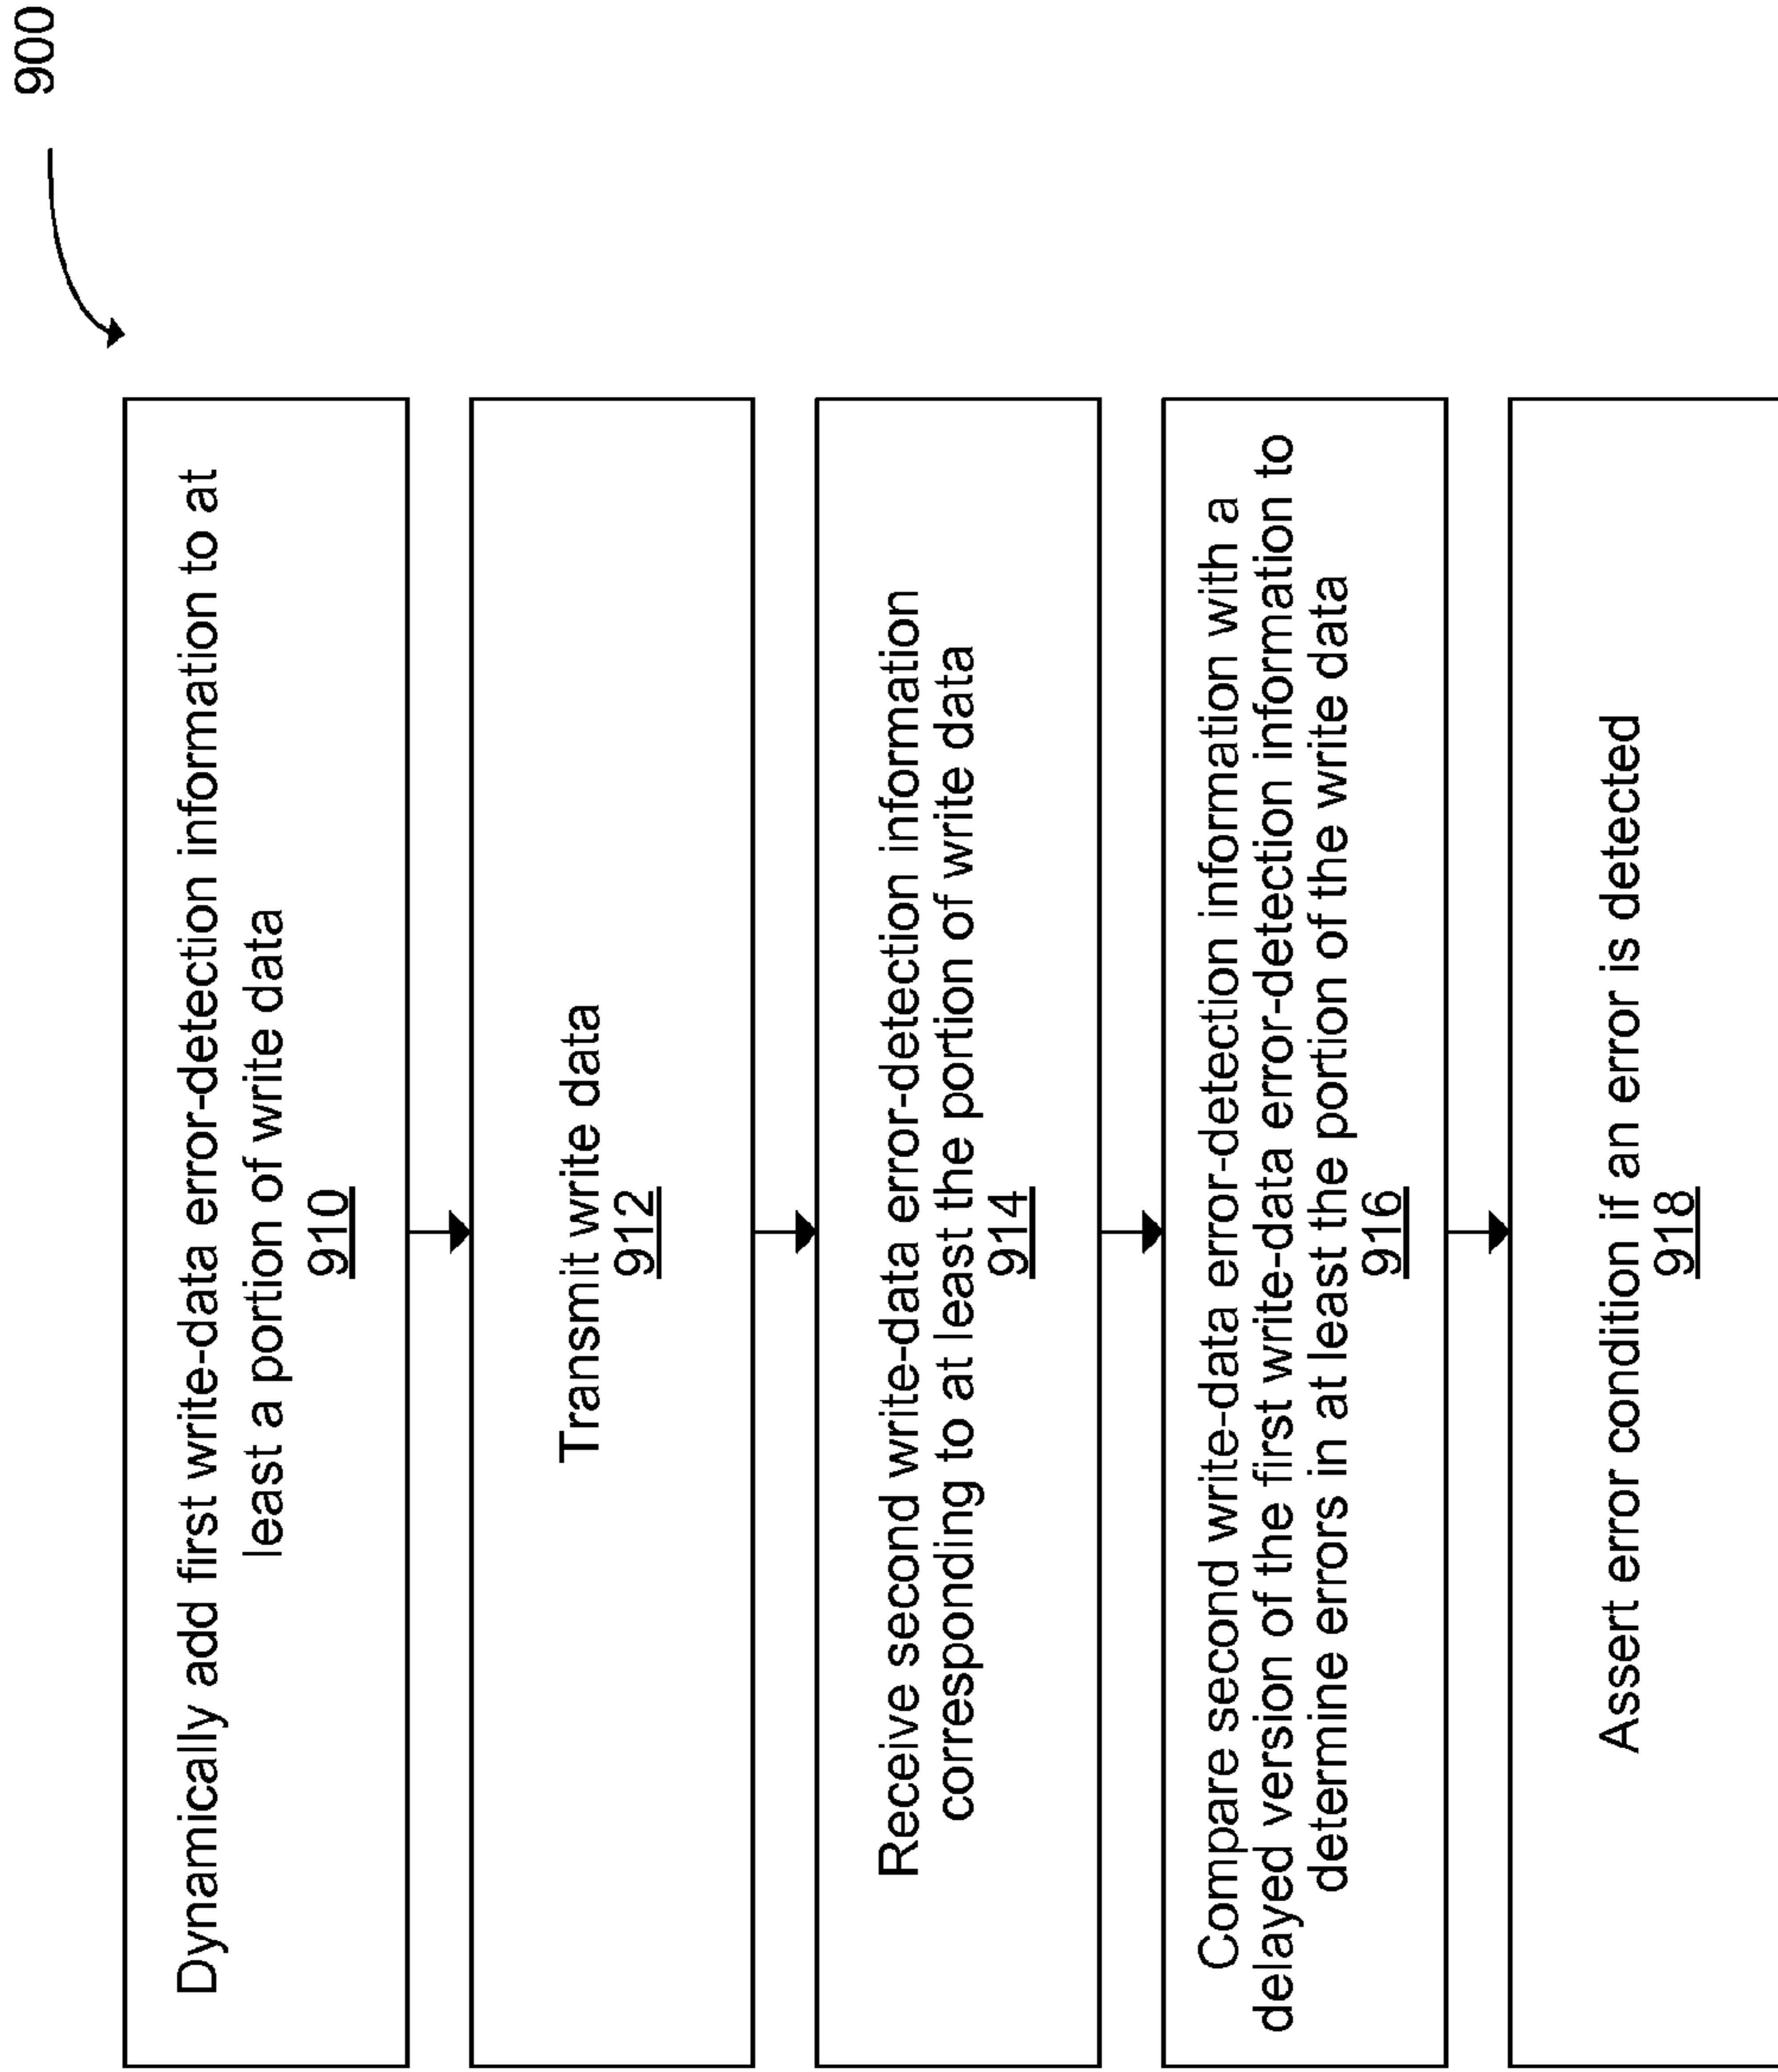 900
Dynamically add first write-data error-detection information to at
least a portion of write data
910
Transmit write data
912
Receive second write-data error-detection information
corresponding to at least the portion of write data
914
Compare second write-data error-detection information with a
delayed version of the first write-data error-detection information to
determine errors in at least the portion of the write data
916
Assert error condition if an error is detected
918